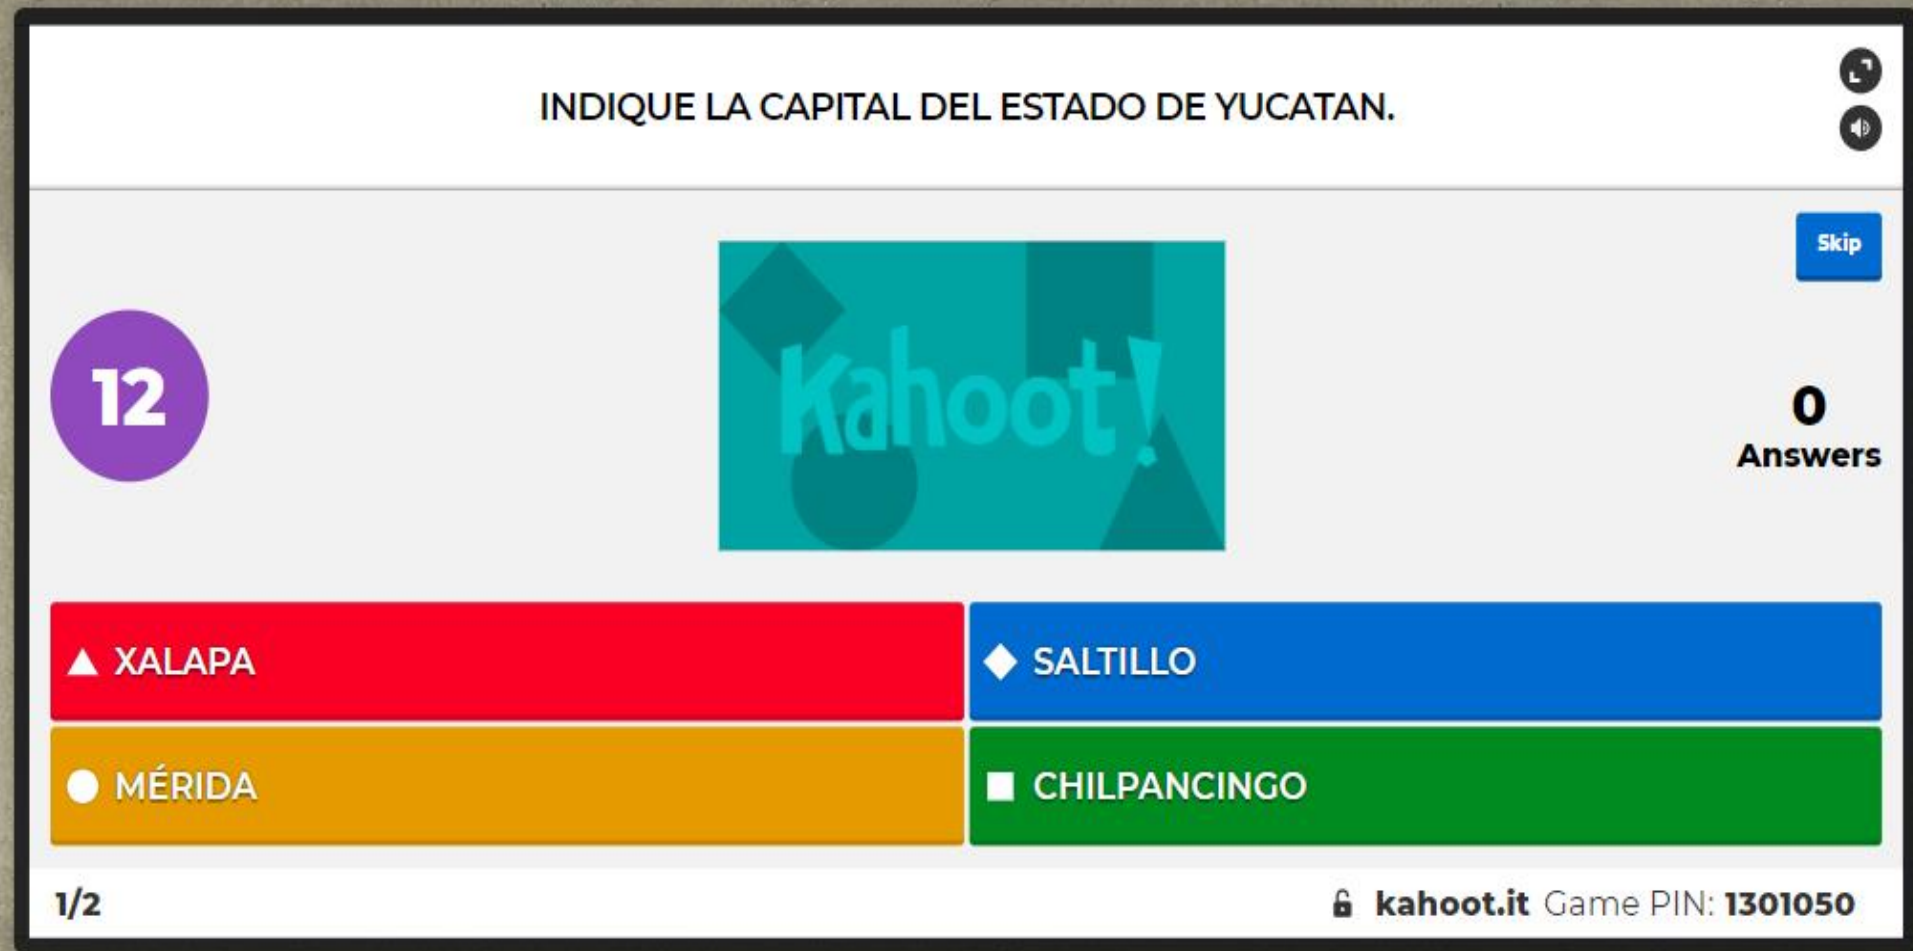 INDIQUE LA CAPITAL DEL ESTADO DE YUCATAN.
Skip
12
Kahoot!
0
Answers
XALAPA
SALTILLO
MÉRIDA
CHILPANCINGO
1/2
kahoot.it Game PIN: 1301050